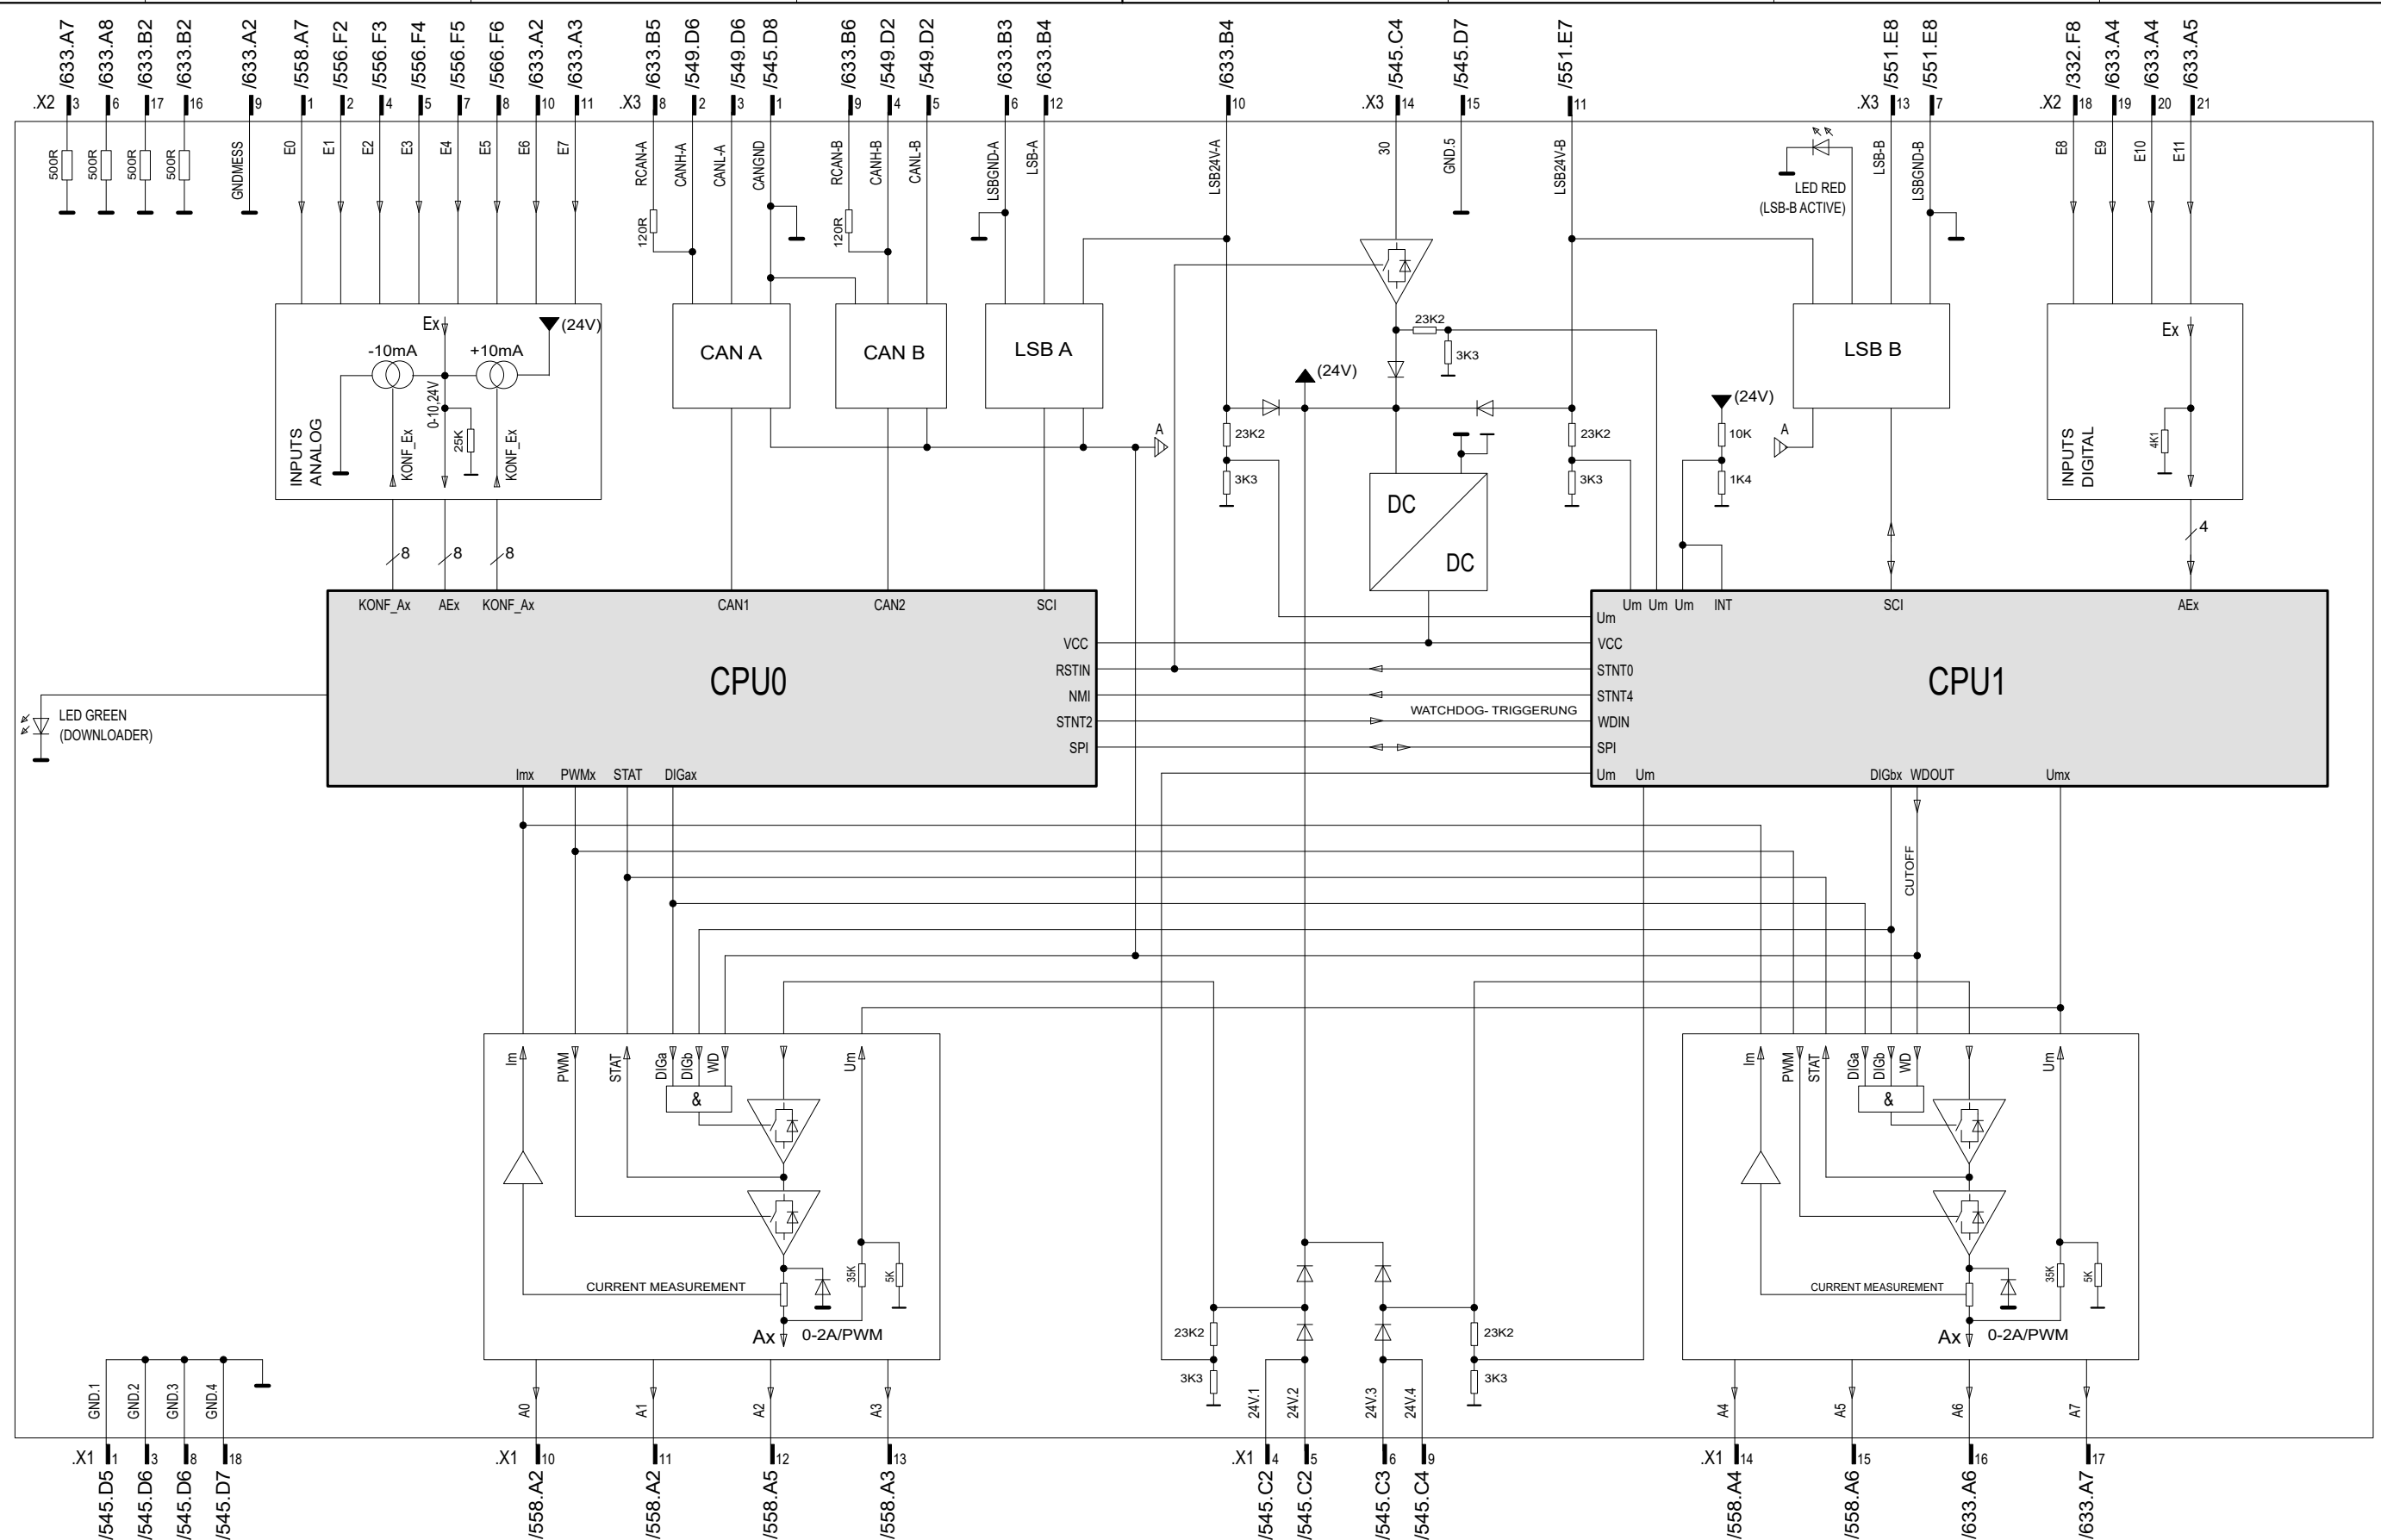 /633.A7
/633.A8
/633.B2
/633.B2
/633.A2
/558.A7
/556.F2
/556.F3
/556.F4
/556.F5
/566.F6
/633.A2
/633.A3
/633.B5
/549.D6
/549.D6
/545.D8
/633.B6
/549.D2
/549.D2
/633.B3
/633.B4
/633.B4
/545.C4
/545.D7
/551.E7
/551.E8
/551.E8
/332.F8
/633.A4
/633.A4
/633.A5
.X2 3 6 17 16 9 1 2 4 5 7 8 10 11
.X3 8 2 3 1 9 4 5 6 12 10
.X3 14 15 11
.X3 13 7
.X2 18 19 20 21
500R
500R
500R
500R
GNDMESS
E0
E1
E2
E3
E4
E5
E6
E7
RCAN-A
CANH-A
CANL-A
CANGND
RCAN-B
CANH-B
CANL-B
LSBGND-A
LSB-A
LSB24V-A
30
GND.5
LSB24V-B
LSB-B
LSBGND-B
E8
E9
E10
E11
LED RED
(LSB-B ACTIVE)
120R
120R
Ex
(24V)
-10mA
+10mA
0-10,24V
25K
KONF_Ex
KONF_Ex
INPUTS
ANALOG
CAN A
CAN B
LSB A
A
23K2
3K3
(24V)
23K2
3K3
23K2
3K3
DC
DC
(24V)
10K
1K4
A
LSB B
Ex
4K1
INPUTS
DIGITAL
8
8
8
4
KONF_Ax
AEx
KONF_Ax
CAN1
CAN2
SCI
VCC
RSTIN
NMI
STNT2
SPI
CPU0
Imx
PWMx
STAT
DIGax
LED GREEN
(DOWNLOADER)
WATCHDOG- TRIGGERUNG
Um
Um
Um
INT
SCI
AEx
Um
VCC
STNT0
STNT4
WDIN
SPI
Um
Um
CPU1
DIGbx
WDOUT
Umx
CUTOFF
Im
PWM
STAT
DIGa
DIGb
WD
Um
&
CURRENT MEASUREMENT
35K
5K
Ax
0-2A/PWM
23K2
3K3
23K2
3K3
Im
PWM
STAT
DIGa
DIGb
WD
Um
&
CURRENT MEASUREMENT
35K
5K
Ax
0-2A/PWM
GND.1
GND.2
GND.3
GND.4
A0
A1
A2
A3
24V.1
24V.2
24V.3
24V.4
A4
A5
A6
A7
.X1 1 3 8 18
.X1 10 11 12 13
.X1 4 5 6 9
.X1 14 15 16 17
/545.D5
/545.D6
/545.D6
/545.D7
/558.A2
/558.A2
/558.A5
/558.A3
/545.C2
/545.C2
/545.C3
/545.C4
/558.A4
/558.A6
/633.A6
/633.A7